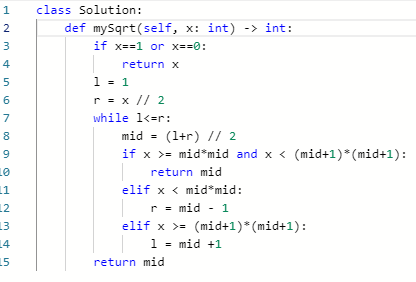 1 class Solution:
2     def mySqrt(self, x: int) -> int:
3         if x==1 or x==0:
4             return x
5         l = 1
6         r = x // 2
7         while l<=r:
8             mid = (l+r) // 2
9             if x >= mid*mid and x < (mid+1)*(mid+1):
10                 return mid
11             elif x < mid*mid:
12                 r = mid - 1
13             elif x >= (mid+1)*(mid+1):
14                 l = mid +1
15         return mid